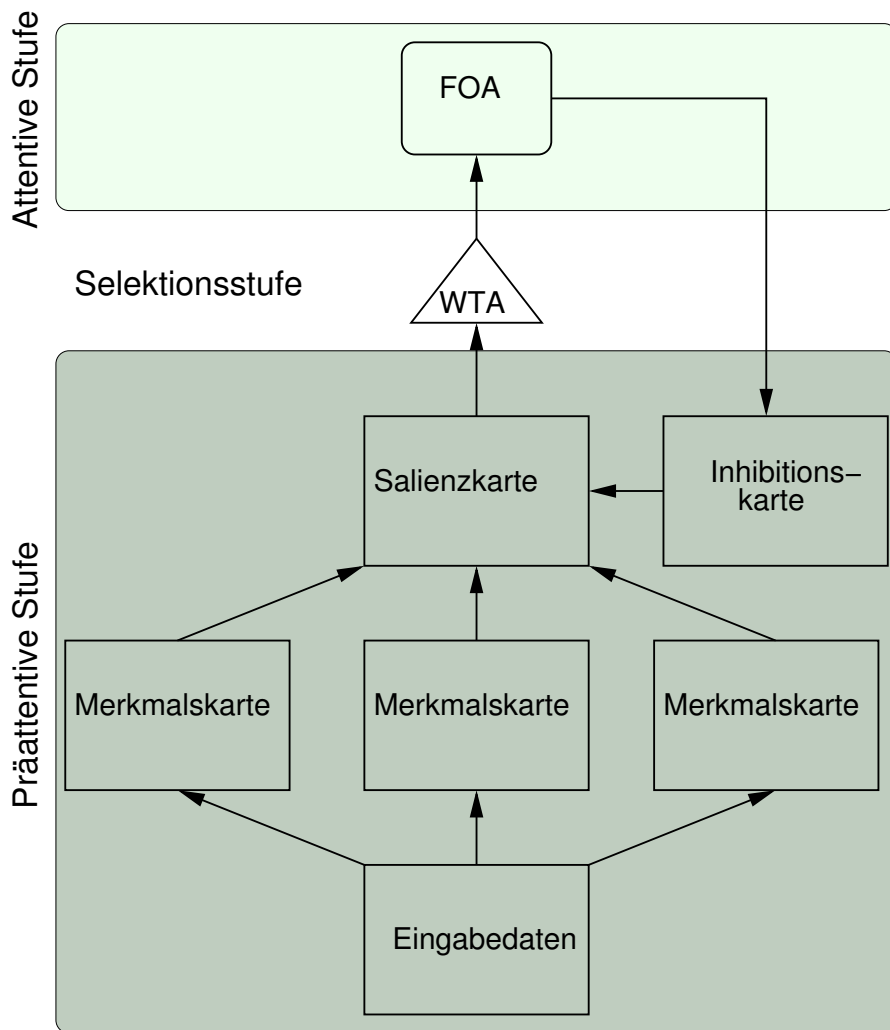 Attentive Stufe
FOA
Selektionsstufe
WTA
Präattentive Stufe
Salienzkarte
Inhibitions−
karte
Merkmalskarte
Merkmalskarte
Merkmalskarte
Eingabedaten